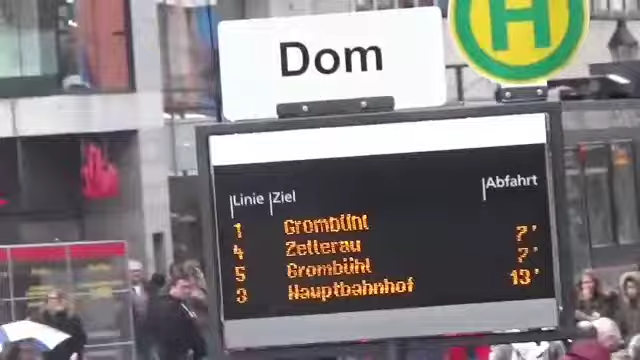 Dom
H
Linie Ziel Abfahrt
1 Grombühl
4 Zellerau 7'
5 Grombühl 7'
3 Hauptbahnhof 13'